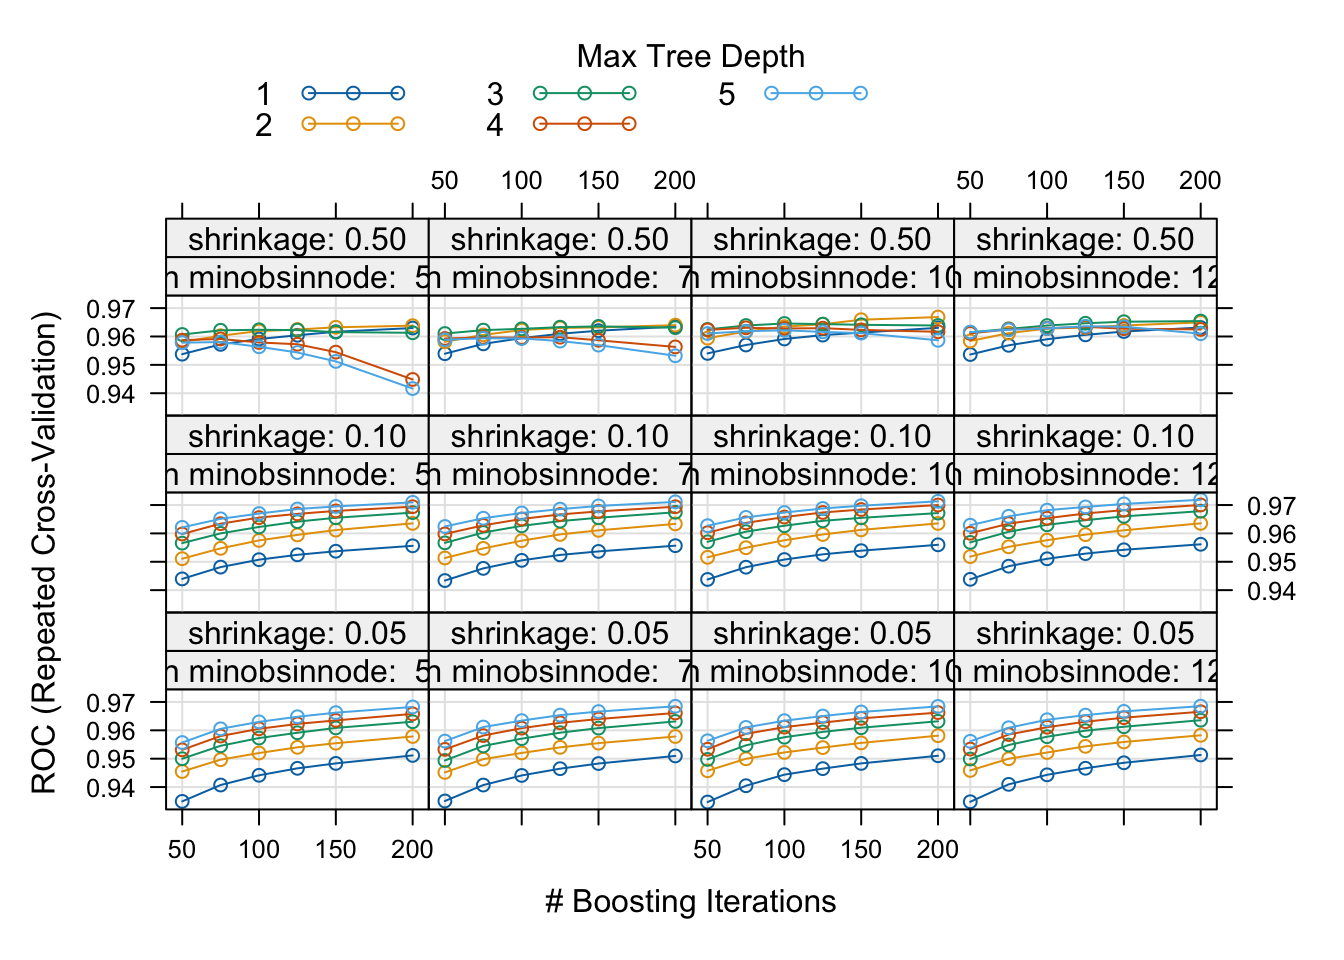 Max Tree Depth
1 3 5
2 4
50 100 150 200 50 100 150 200
shrinkage: 0.50 shrinkage: 0.50 shrinkage: 0.50 shrinkage: 0.50
n minobsinnode: 5 n minobsinnode: 7 n minobsinnode: 10 n minobsinnode: 12
0.97
0.96
0.95
0.94
shrinkage: 0.10 shrinkage: 0.10 shrinkage: 0.10 shrinkage: 0.10
n minobsinnode: 5 n minobsinnode: 7 n minobsinnode: 10 n minobsinnode: 12
0.97
0.96
0.95
0.94
shrinkage: 0.05 shrinkage: 0.05 shrinkage: 0.05 shrinkage: 0.05
n minobsinnode: 5 n minobsinnode: 7 n minobsinnode: 10 n minobsinnode: 12
0.97
0.96
0.95
0.94
50 100 150 200 50 100 150 200
# Boosting Iterations
ROC (Repeated Cross-Validation)